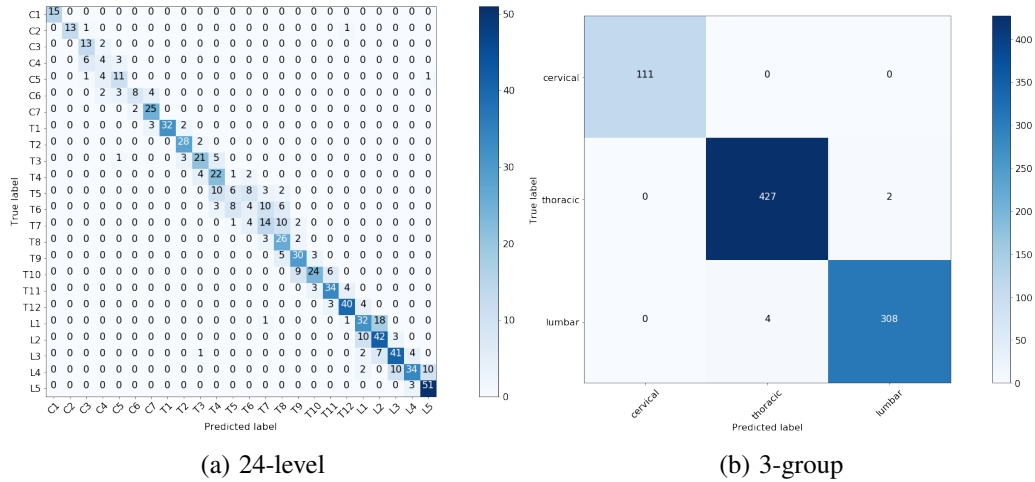 C1 15 0 0 0 0 0 0 0 0 0 0 0 0 0 0 0 0 0 0 0 0 0 0 0
C2 0 13 1 0 0 0 0 0 0 0 0 0 0 0 0 0 0 0 1 0 0 0 0 0
C3 0 0 13 2 0 0 0 0 0 0 0 0 0 0 0 0 0 0 0 0 0 0 0 0
C4 0 0 6 4 3 0 0 0 0 0 0 0 0 0 0 0 0 0 0 0 0 0 0 0
C5 0 0 1 4 11 0 0 0 0 0 0 0 0 0 0 0 0 0 0 0 0 0 0 1
C6 0 0 0 2 3 8 4 0 0 0 0 0 0 0 0 0 0 0 0 0 0 0 0 0
C7 0 0 0 0 0 2 25 0 0 0 0 0 0 0 0 0 0 0 0 0 0 0 0 0
T1 0 0 0 0 0 0 3 32 2 0 0 0 0 0 0 0 0 0 0 0 0 0 0 0
T2 0 0 0 0 0 0 0 0 28 2 0 0 0 0 0 0 0 0 0 0 0 0 0 0
T3 0 0 0 0 1 0 0 0 3 21 5 0 0 0 0 0 0 0 0 0 0 0 0 0
T4 0 0 0 0 0 0 0 0 0 4 22 1 2 0 0 0 0 0 0 0 0 0 0 0
T5 0 0 0 0 0 0 0 0 0 0 10 6 8 3 2 0 0 0 0 0 0 0 0 0
T6 0 0 0 0 0 0 0 0 0 0 3 8 4 10 6 0 0 0 0 0 0 0 0 0
T7 0 0 0 0 0 0 0 0 0 0 0 1 4 14 10 2 0 0 0 0 0 0 0 0
T8 0 0 0 0 0 0 0 0 0 0 0 0 0 3 26 2 0 0 0 0 0 0 0 0
T9 0 0 0 0 0 0 0 0 0 0 0 0 0 0 5 30 3 0 0 0 0 0 0 0
T10 0 0 0 0 0 0 0 0 0 0 0 0 0 0 0 9 24 6 0 0 0 0 0 0
T11 0 0 0 0 0 0 0 0 0 0 0 0 0 0 0 0 3 34 4 0 0 0 0 0
T12 0 0 0 0 0 0 0 0 0 0 0 0 0 0 0 0 0 3 40 4 0 0 0 0
L1 0 0 0 0 0 0 0 0 0 0 0 0 0 1 0 0 0 0 1 32 18 0 0 0
L2 0 0 0 0 0 0 0 0 0 0 0 0 0 0 0 0 0 0 0 10 42 3 0 0
L3 0 0 0 0 0 0 0 0 0 1 0 0 0 0 0 0 0 0 0 2 7 41 4 0
L4 0 0 0 0 0 0 0 0 0 0 0 0 0 0 0 0 0 0 0 2 0 10 34 10
L5 0 0 0 0 0 0 0 0 0 0 0 0 0 0 0 0 0 0 0 0 0 0 3 51
C1 C2 C3 C4 C5 C6 C7 T1 T2 T3 T4 T5 T6 T7 T8 T9 T10 T11 T12 L1 L2 L3 L4 L5
True label
Predicted label
50
40
30
20
10
0
(a) 24-level
cervical 111 0 0
thoracic 0 427 2
lumbar 0 4 308
cervical thoracic lumbar
True label
Predicted label
400
350
300
250
200
150
100
50
0
(b) 3-group